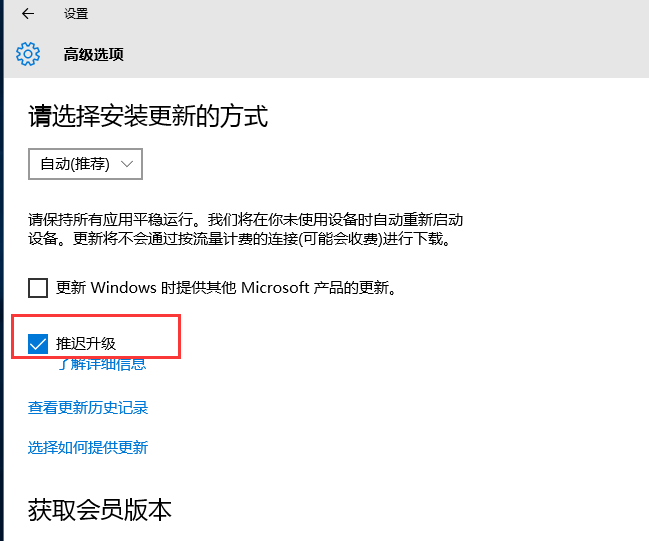 设置
高级选项
请选择安装更新的方式
自动(推荐)
请保持所有应用平稳运行。我们将在你未使用设备时自动重新启动
设备。更新将不会通过按流量计费的连接(可能会收费)进行下载。
更新 Windows 时提供其他 Microsoft 产品的更新。
推迟升级
了解详细信息
查看更新历史记录
选择如何提供更新
获取会员版本